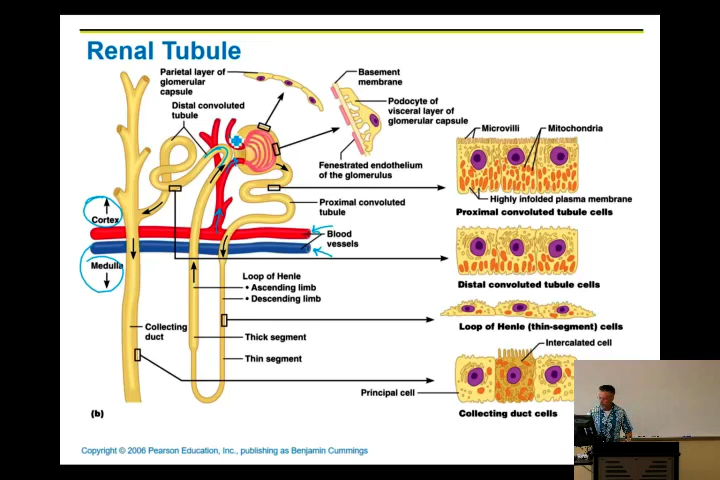 Renal Tubule
Parietal layer of
glomerular
capsule
Basement
membrane
Distal convoluted
tubule
Podocyte of
visceral layer of
glomerular capsule
Fenestrated endothelium
of the glomerulus
Microvilli
Mitochondria
Highly infolded plasma membrane
Proximal convoluted tubule cells
Proximal convoluted
tubule
Cortex
Blood
vessels
Medulla
Distal convoluted tubule cells
Loop of Henle
• Ascending limb
• Descending limb
Loop of Henle (thin-segment) cells
Collecting
duct
Thick segment
Thin segment
Intercalated cell
Principal cell
Collecting duct cells
(b)
Copyright © 2006 Pearson Education, Inc., publishing as Benjamin Cummings